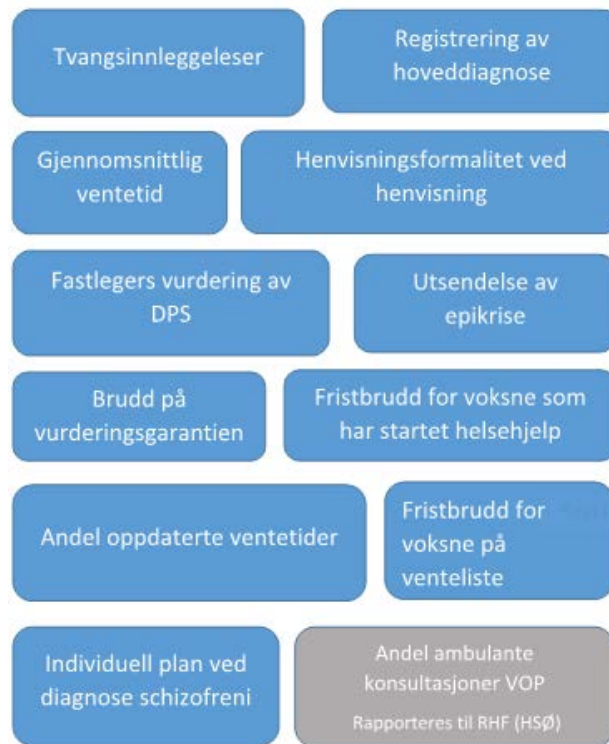 Tvangsinnleggeleser
Registrering av
hoveddiagnose
Gjennomsnittlig
ventetid
Henvisningsformalitet ved
henvisning
Fastlegers vurdering av
DPS
Utsendelse av
epikrise
Brudd på
vurderingsgarantien
Fristbrudd for voksne som
har startet helsehjelp
Andel oppdaterte ventetider
Fristbrudd for
voksne på
venteliste
Individuell plan ved
diagnose schizofreni
Andel ambulante
konsultasjoner VOP
Rapporteres til RHF (HSØ)